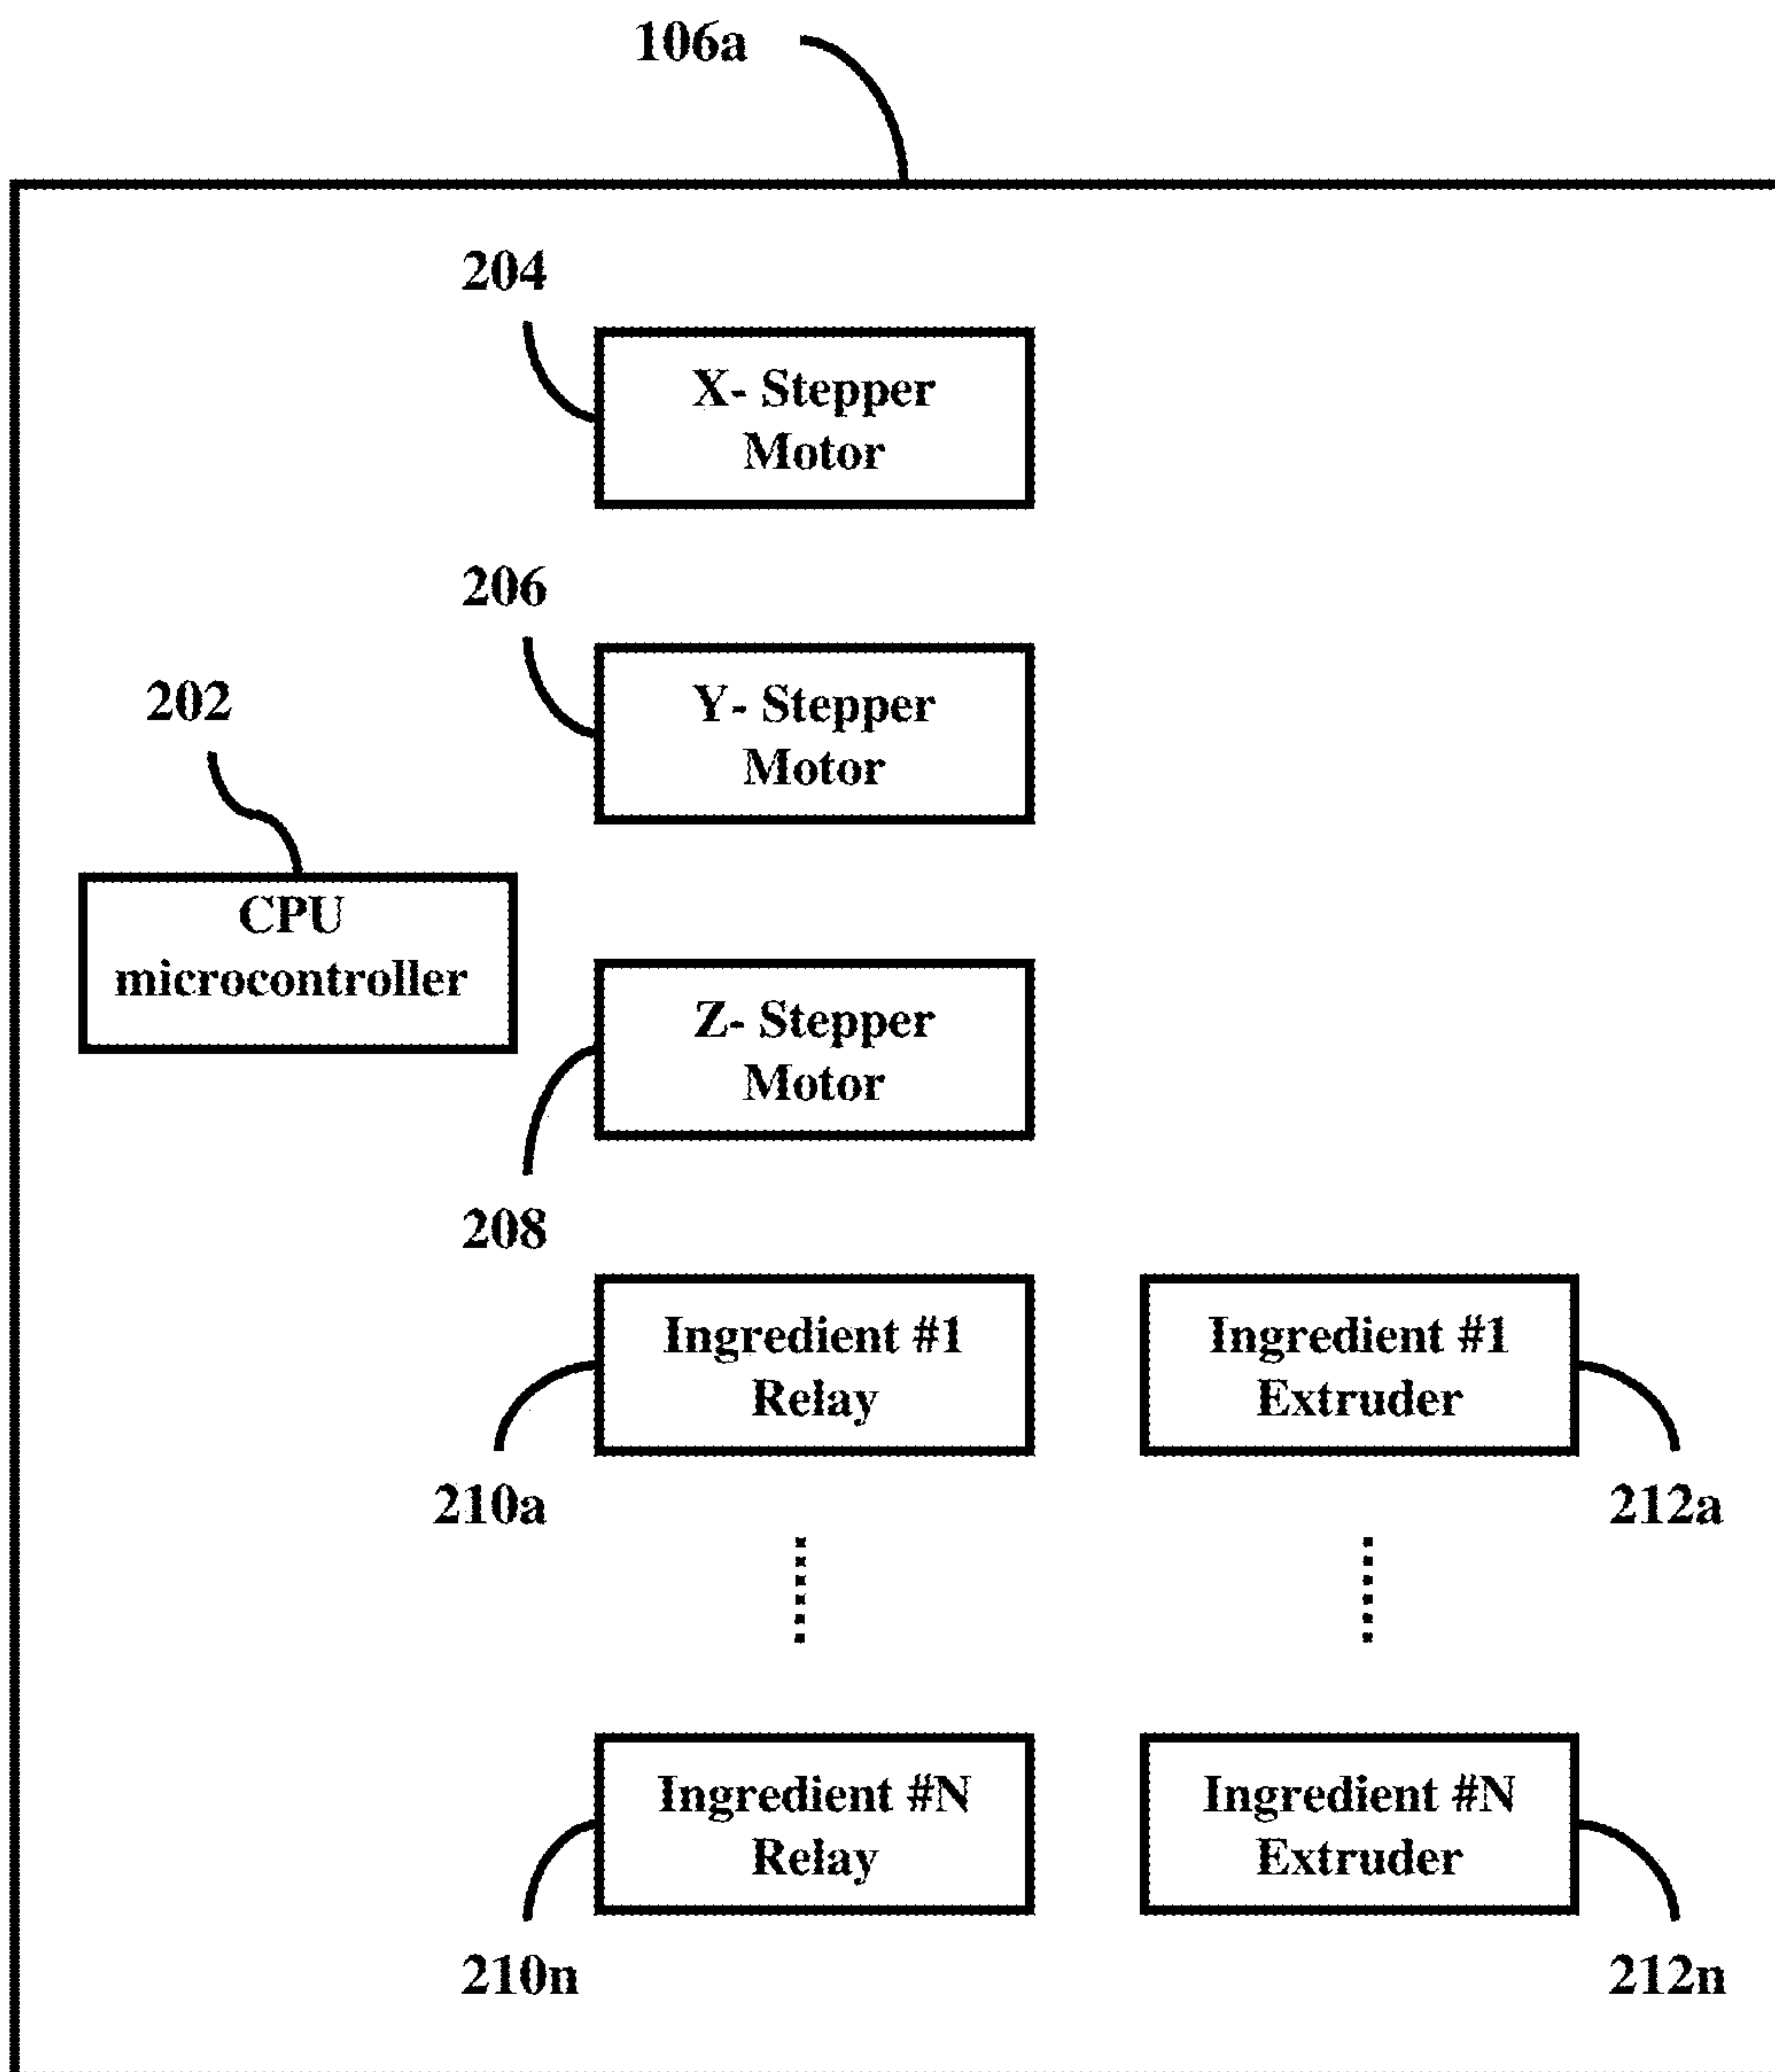 106a
204
X- Stepper
Motor
206
Y- Stepper
Motor
202
CPU
microcontroller
Z- Stepper
Motor
208
Ingredient #1
Relay
Ingredient #1
Extruder
210a
212a
Ingredient #N
Relay
Ingredient #N
Extruder
210n
212n